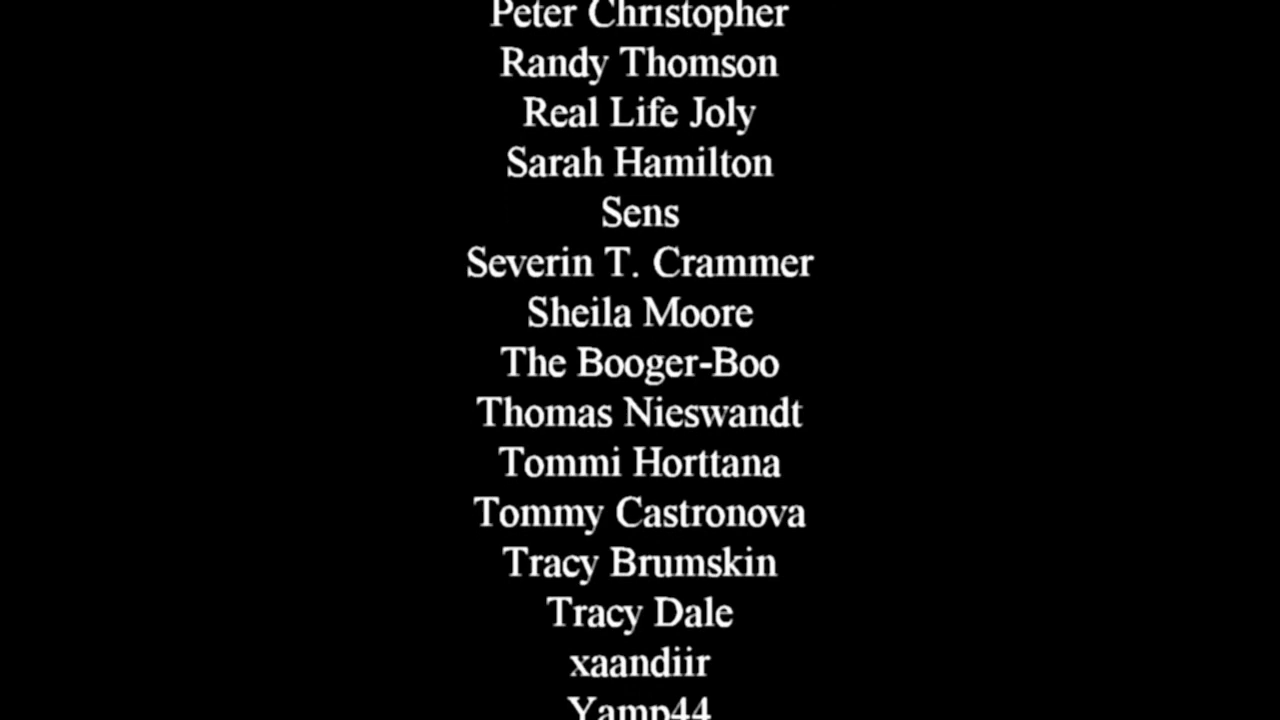 Peter Christopher
Randy Thomson
Real Life Joly
Sarah Hamilton
Sens
Severin T. Crammer
Sheila Moore
The Booger-Boo
Thomas Nieswandt
Tommi Horttana
Tommy Castronova
Tracy Brumskin
Tracy Dale
xaandiir
Yamp44